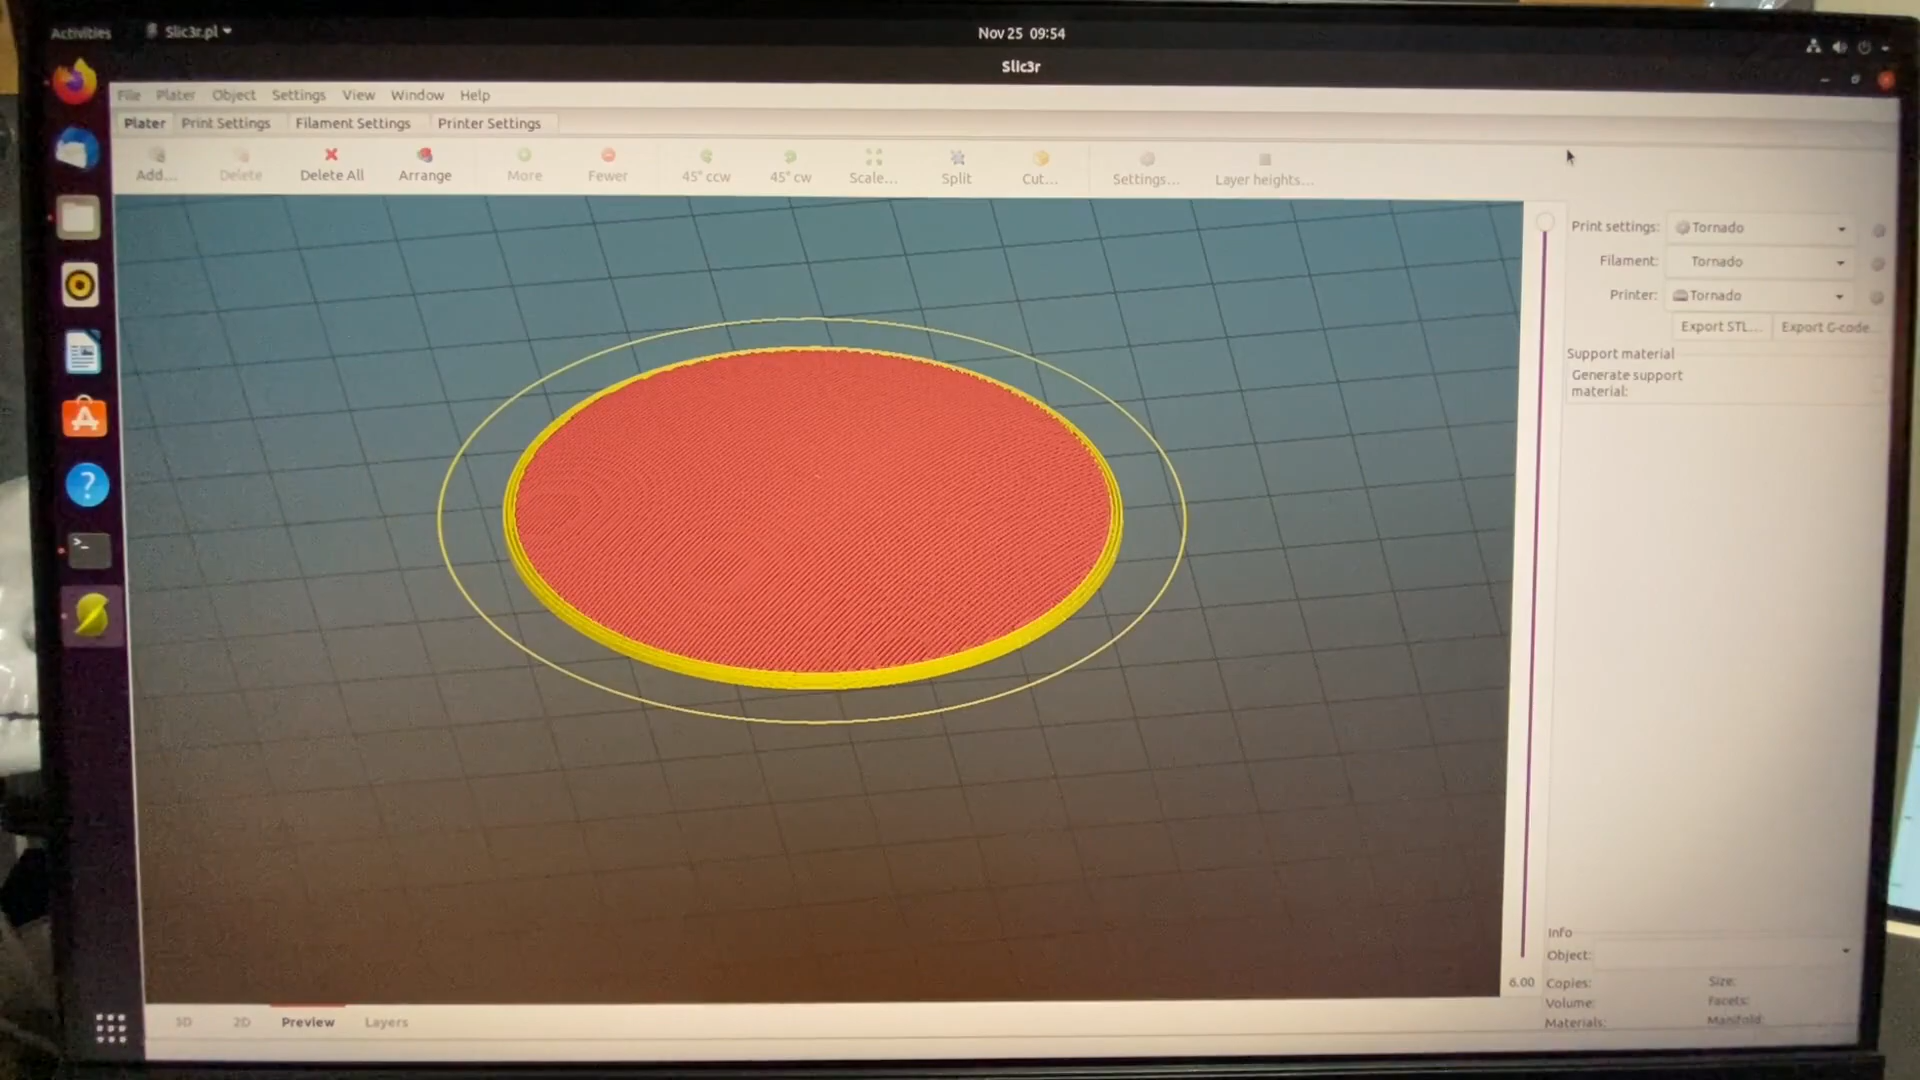 Activities Slic3r.pl Nov 25 09:54
Slic3r
File Plater Object Settings View Window Help
Plater Print Settings Filament Settings Printer Settings
Add... Delete Delete All Arrange More Fewer 45° ccw 45° cw Scale... Split Cut... Settings... Layer heights...
Print settings: Tornado
Filament: Tornado
Printer: Tornado
Export STL... Export G-code...
Support material
Generate support
material:
Info
Object:
6.00 Copies: Size:
Volume: Facets:
Materials: Manifold:
3D 2D Preview Layers